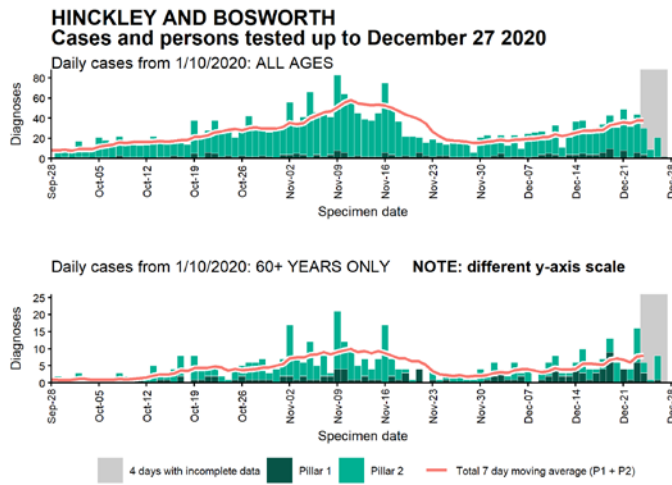 HINCKLEY AND BOSWORTH
Cases and persons tested up to December 27 2020
Daily cases from 1/10/2020: ALL AGES
Diagnoses
80
60
40
20
0
Sep-28
Oct-05
Oct-12
Oct-19
Oct-26
Nov-02
Nov-09
Nov-16
Nov-23
Nov-30
Dec-07
Dec-14
Dec-21
Dec-28
Specimen date
Daily cases from 1/10/2020: 60+ YEARS ONLY NOTE: different y-axis scale
Diagnoses
25
20
15
10
5
0
Sep-28
Oct-05
Oct-12
Oct-19
Oct-26
Nov-02
Nov-09
Nov-16
Nov-23
Nov-30
Dec-07
Dec-14
Dec-21
Dec-28
Specimen date
4 days with incomplete data Pillar 1 Pillar 2 Total 7 day moving average (P1 + P2)